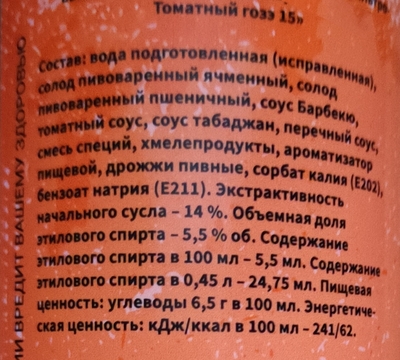 Томатный гозэ 15»
Состав: вода подготовленная (исправленная),
солод пивоваренный ячменный, солод
пивоваренный пшеничный, соус Барбекю,
томатный соус, соус табаджан, перечный соус,
смесь специй, хмелепродукты, ароматизатор
пищевой, дрожжи пивные, сорбат калия (Е202),
бензоат натрия (Е211). Экстрактивность
начального сусла – 14 %. Объемная доля
этилового спирта – 5,5 % об. Содержание
этилового спирта в 100 мл – 5,5 мл. Содержание
этилового спирта в 0,45 л – 24,75 мл. Пищевая
ценность: углеводы 6,5 г в 100 мл. Энергетиче-
ская ценность: кДж/ккал в 100 мл – 241/62.
ВРЕДИТ ВАШЕМУ ЗДОРОВЬЮ